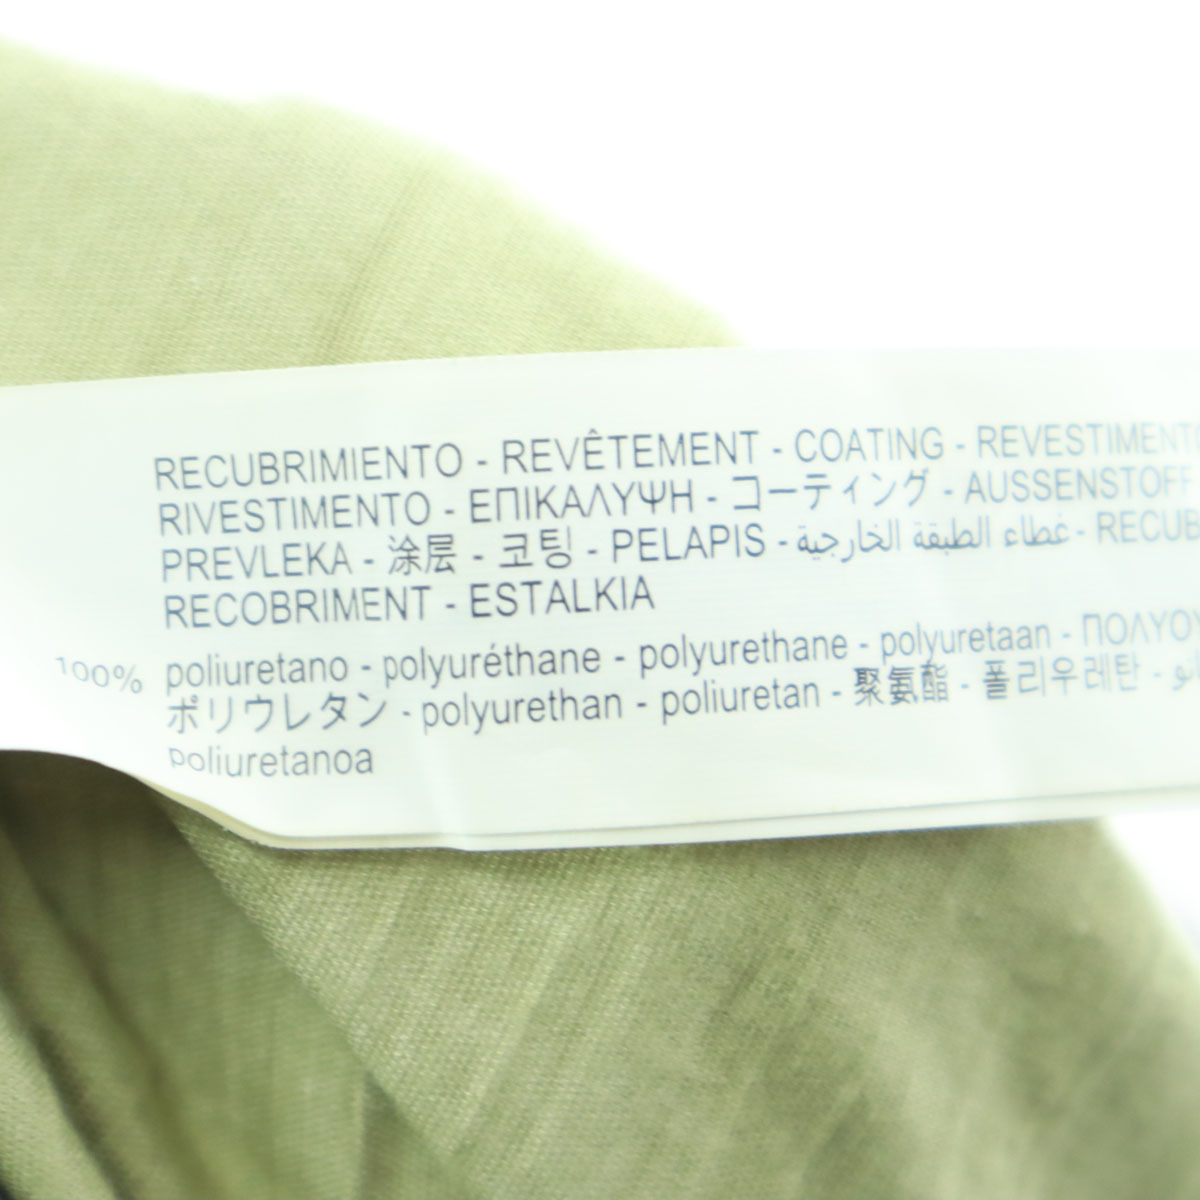 RECUBRIMIENTO - REVÊTEMENT - COATING - REVESTIMENTO
RIVESTIMENTO - ΕΠΙΚΑΛΥΨΗ - コーティング - AUSSENSTOFF
PREVLEKA - 涂层 - 코팅 - PELAPIS - غطاء الطبقة الخارجية - RECUB
RECOBRIMENT - ESTALKIA
100% poliuretano - polyuréthane - polyurethane - polyuretaan - ΠΟΛΥΟΥ
ポリウレタン - polyurethan - poliuretan - 聚氨酯 - 폴리우레탄 -
poliuretanoa